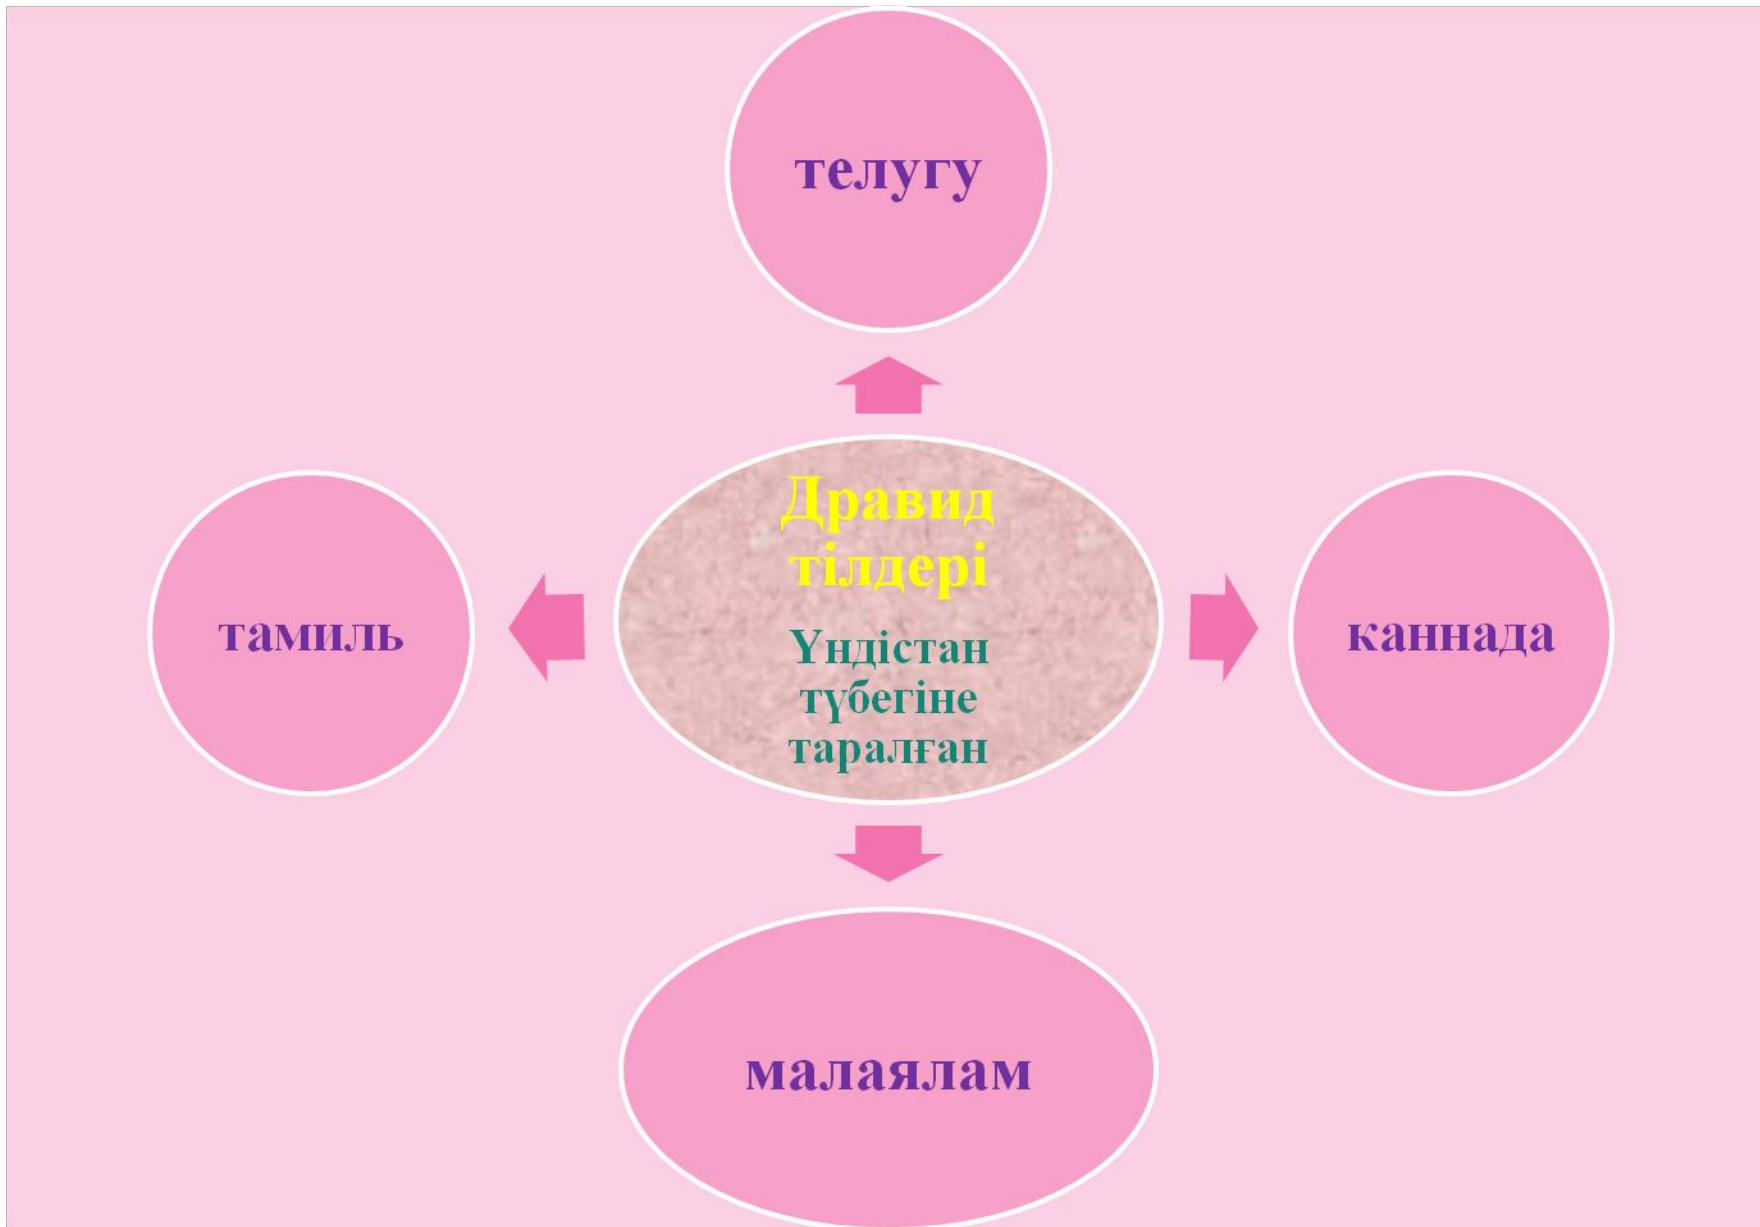 телугу
Дравид
тілдері
Үндістан
түбегіне
таралған
тамиль
каннада
малаялам